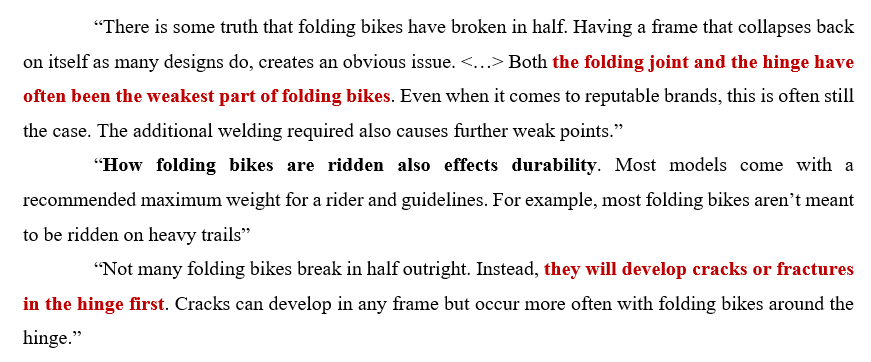 “There is some truth that folding bikes have broken in half. Having a frame that collapses back
on itself as many designs do, creates an obvious issue. <…> Both the folding joint and the hinge have
often been the weakest part of folding bikes. Even when it comes to reputable brands, this is often still
the case. The additional welding required also causes further weak points.”
“How folding bikes are ridden also effects durability. Most models come with a
recommended maximum weight for a rider and guidelines. For example, most folding bikes aren’t meant
to be ridden on heavy trails”
“Not many folding bikes break in half outright. Instead, they will develop cracks or fractures
in the hinge first. Cracks can develop in any frame but occur more often with folding bikes around the
hinge.”